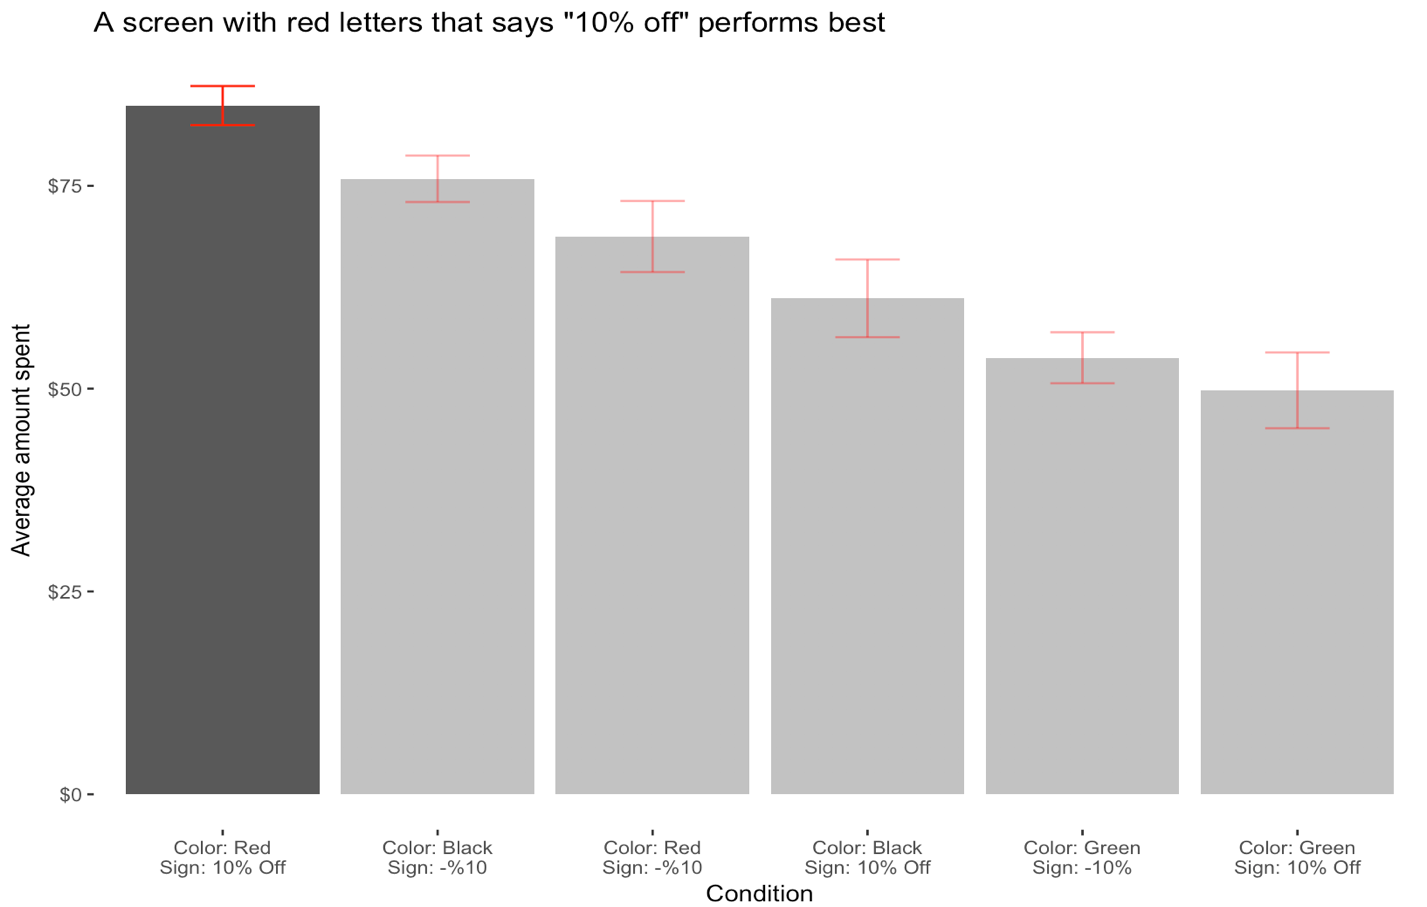 A screen with red letters that says "10% off" performs best
Average amount spent
$75
$50
$25
$0
Color: Red
Sign: 10% Off
Color: Black
Sign: -%10
Color: Red
Sign: -%10
Color: Black
Sign: 10% Off
Color: Green
Sign: -10%
Color: Green
Sign: 10% Off
Condition